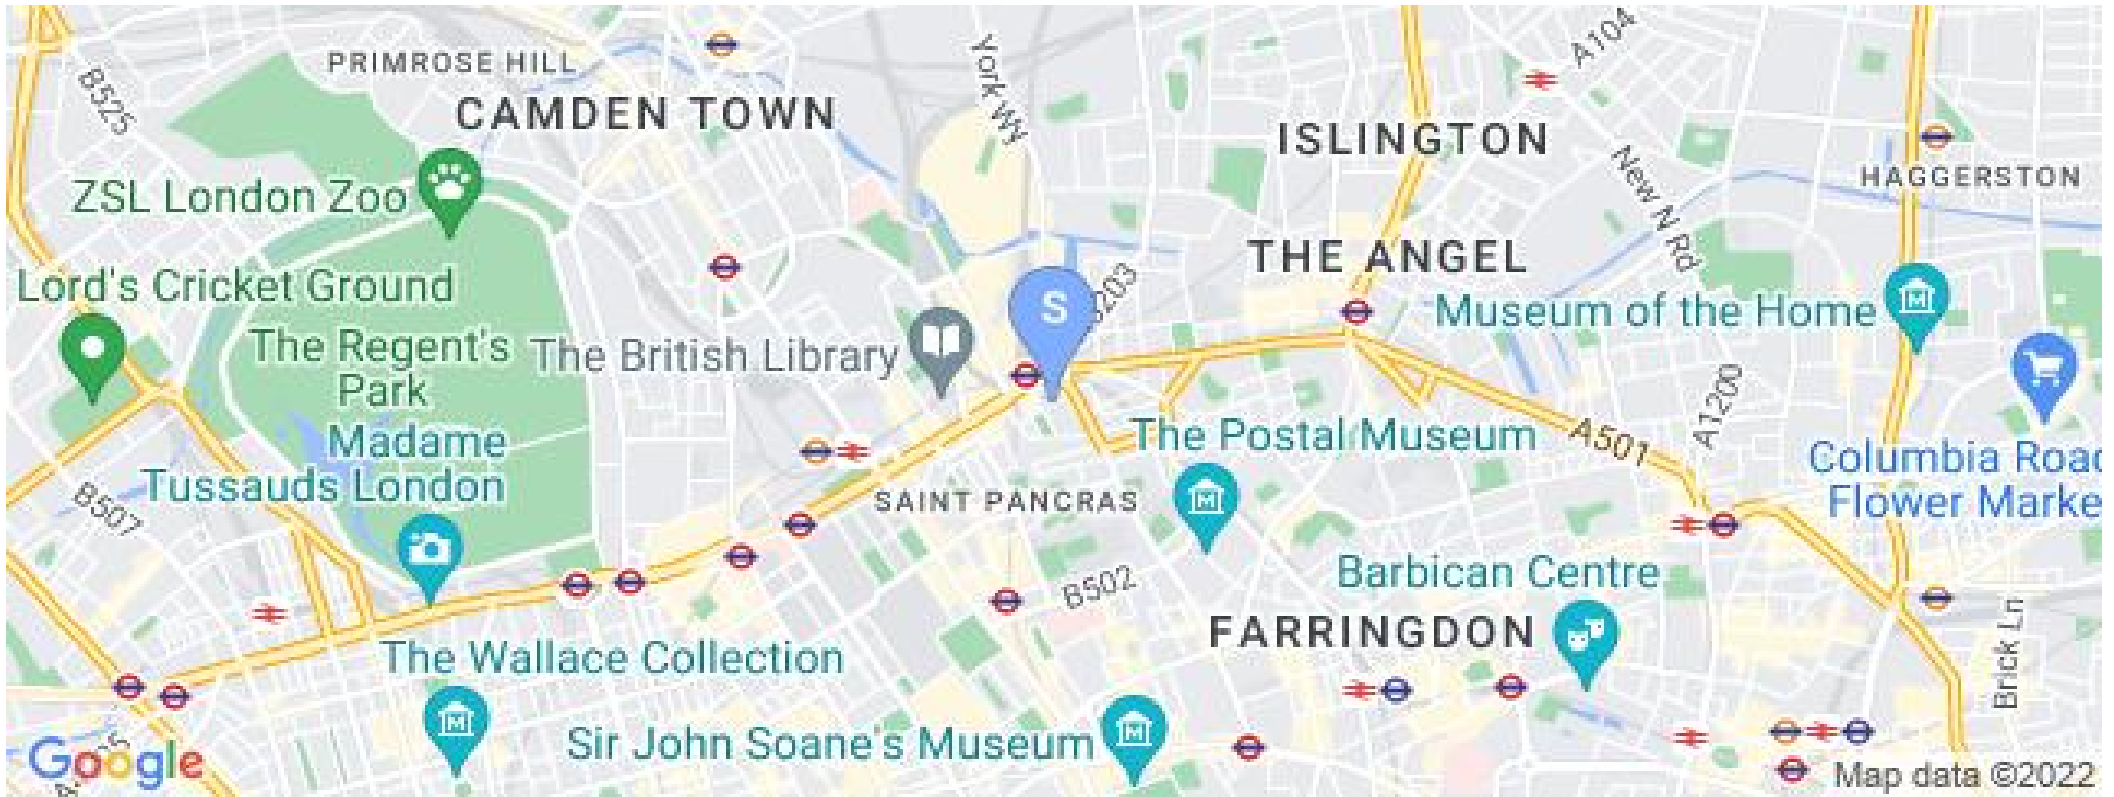 PRIMROSE HILL
CAMDEN TOWN
B525
York Wy
A104
ISLINGTON
ZSL London Zoo
New N Rd
HAGGERSTON
THE ANGEL
Lord's Cricket Ground
Museum of the Home
The Regent's
Park
The British Library
S
A1200
Madame
Tussauds London
The Postal Museum
A501
Columbia Road
Flower Marke
B507
SAINT PANCRAS
B502
Barbican Centre
FARRINGDON
The Wallace Collection
Brick Ln
Sir John Soane's Museum
Google
Map data ©2022